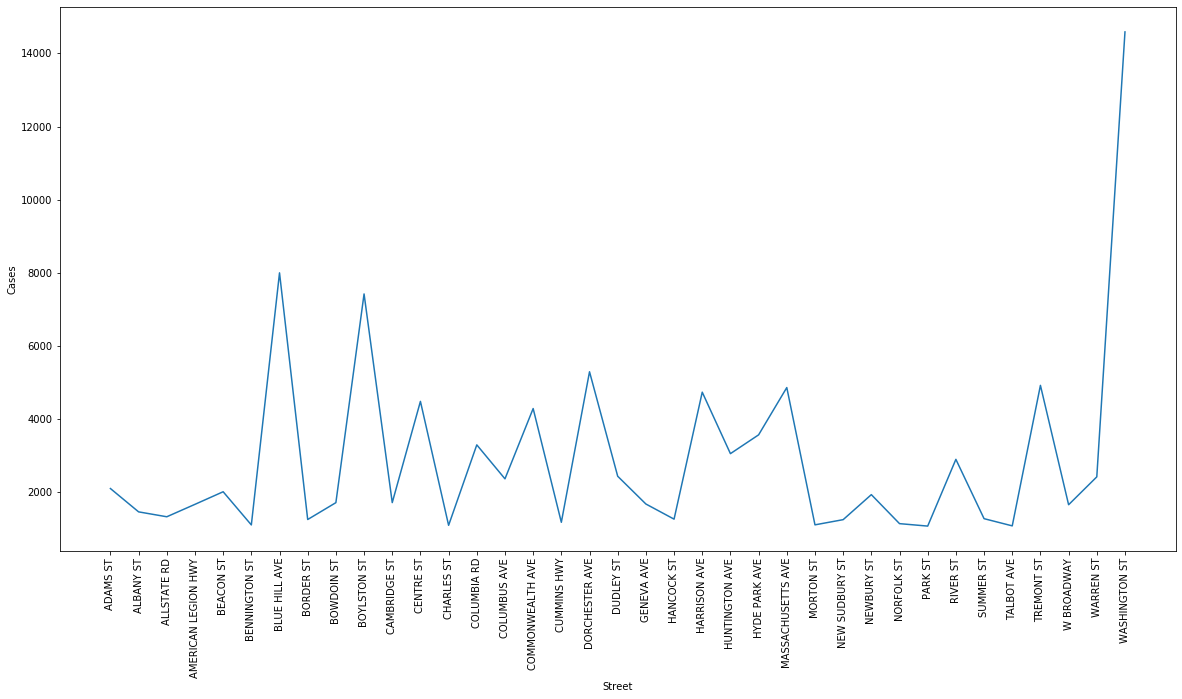 14000
12000
10000
8000
6000
4000
2000
Cases
ADAMS ST
ALBANY ST
ALLSTATE RD
AMERICAN LEGION HWY
BEACON ST
BENNINGTON ST
BLUE HILL AVE
BORDER ST
BOWDOIN ST
BOYLSTON ST
CAMBRIDGE ST
CENTRE ST
CHARLES ST
COLUMBIA RD
COLUMBUS AVE
COMMONWEALTH AVE
CUMMINS HWY
DORCHESTER AVE
DUDLEY ST
GENEVA AVE
HANCOCK ST
HARRISON AVE
HUNTINGTON AVE
HYDE PARK AVE
MASSACHUSETTS AVE
MORTON ST
NEW SUDBURY ST
NEWBURY ST
NORFOLK ST
PARK ST
RIVER ST
SUMMER ST
TALBOT AVE
TREMONT ST
W BROADWAY
WARREN ST
WASHINGTON ST
Street